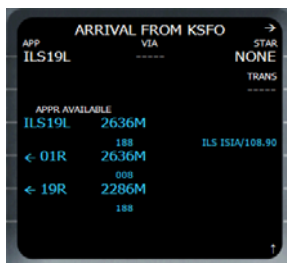 ARRIVAL FROM KSFO →
APP VIA STAR
ILS19L ----- NONE
TRANS
-----
APPR AVAILABLE
ILS19L 2636M
188 ILS ISIA/108.90
← 01R 2636M
008
← 19R 2286M
188
↑